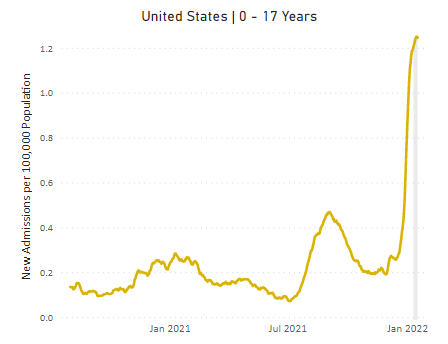 United States | 0 - 17 Years
New Admissions per 100,000 Population
1.2
1.0
0.8
0.6
0.4
0.2
0.0
Jan 2021
Jul 2021
Jan 2022